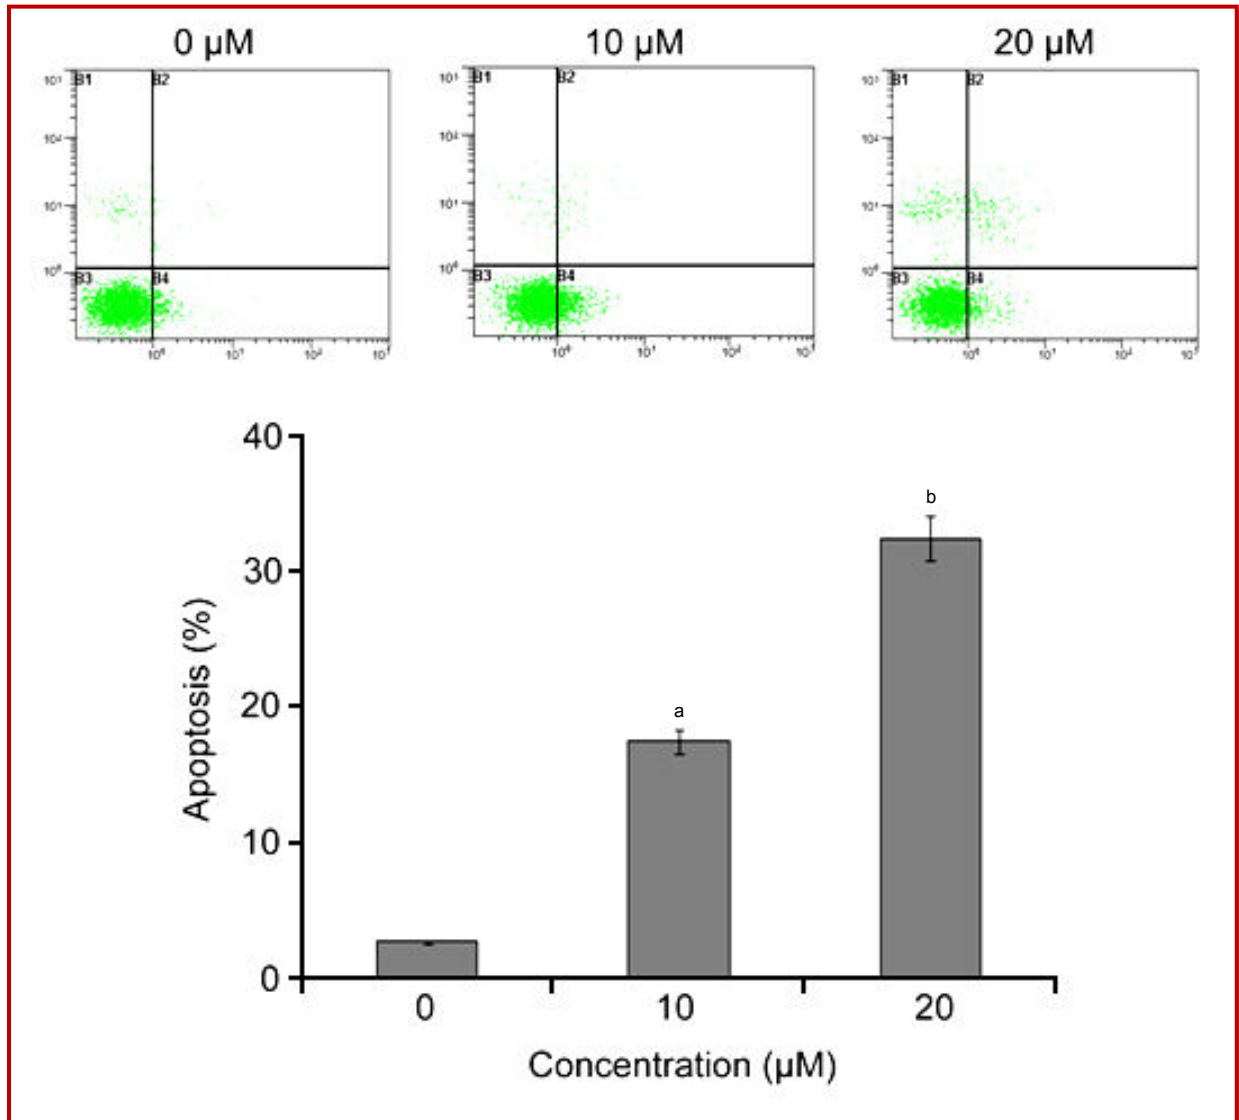 0 µM 10 µM 20 µM
B1 B2 B1 B2 B1 B2
B3 B4 B3 B4 B3 B4
40
30
20
10
0
Apoptosis (%)
a
b
0 10 20
Concentration (µM)